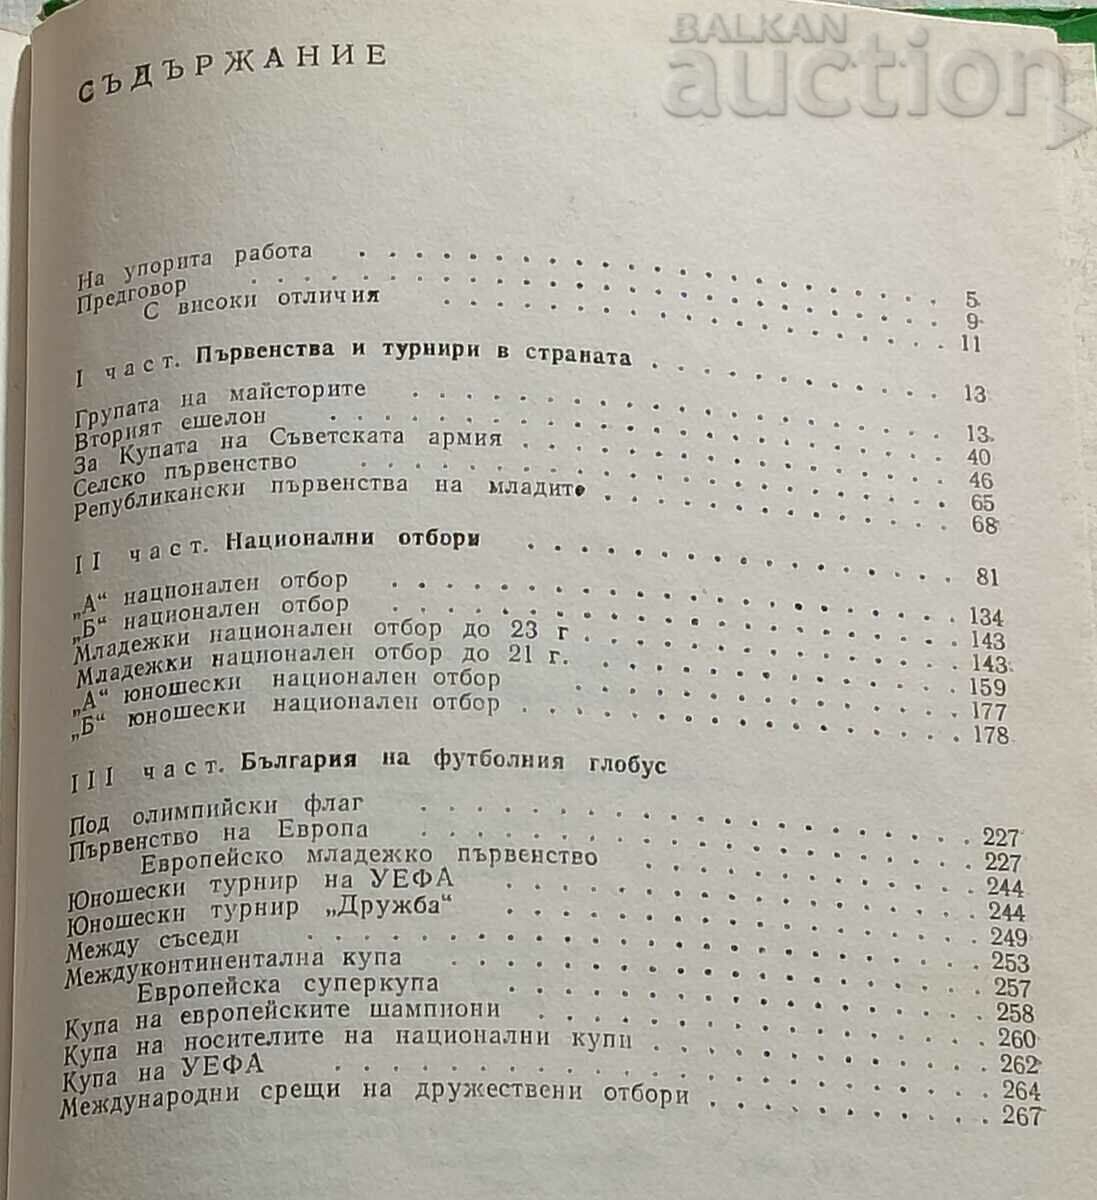 BALKAN
auction
СЪДЪРЖАНИЕ
На упорита работа . . . 5
Предговор . . . 9
С високи отличия . . . 11
I част. Първенства и турнири в страната . . . 13
Групата на майсторите . . . 13
Вторият ешелон . . . 40
За Купата на Съветската армия . . . 46
Селско първенство . . . 65
Републикански първенства на младите . . . 68
II част. Национални отбори . . . 81
„А“ национален отбор . . . 134
„Б“ национален отбор . . . 143
Младежки национален отбор до 23 г. . . . 143
Младежки национален отбор до 21 г. . . . 159
„А“ юношески национален отбор . . . 177
„Б“ юношески национален отбор . . . 178
III част. България на футболния глобус
Под олимпийски флаг . . . 227
Първенство на Европа . . . 227
Европейско младежко първенство . . . 244
Юношески турнир на УЕФА . . . 244
Юношески турнир „Дружба“ . . . 249
Между съседи . . . 253
Междуконтинентална купа . . . 257
Европейска суперкупа . . . 258
Купа на европейските шампиони . . . 260
Купа на носителите на национални купи . . . 262
Купа на УЕФА . . . 264
Международни срещи на дружествени отбори . . . 267